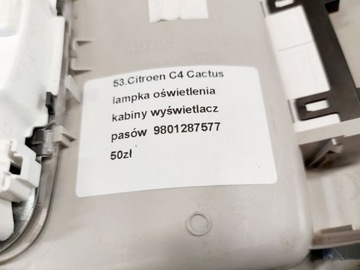 53.Citroen C4 Cactus
lampka oświetlenia
kabiny wyświetlacz
pasów 9801287577
50zł